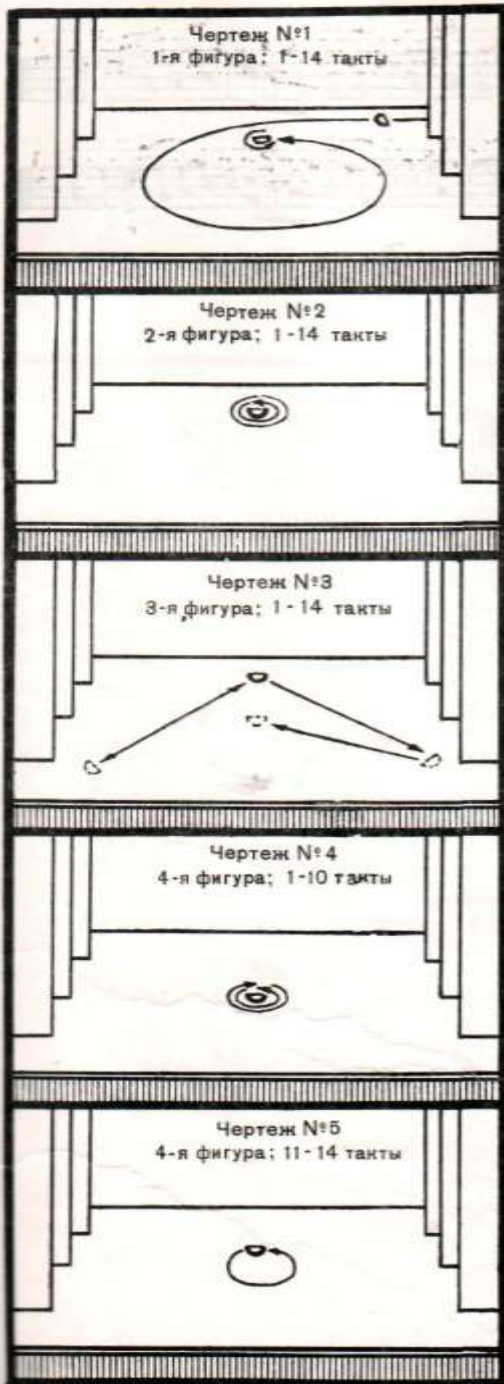 Чертеж №1
1-я фигура; 1-14 такты
Чертеж №2
2-я фигура; 1-14 такты
Чертеж №3
3-я фигура; 1-14 такты
Чертеж №4
4-я фигура; 1-10 такты
Чертеж №5
4-я фигура; 11-14 такты